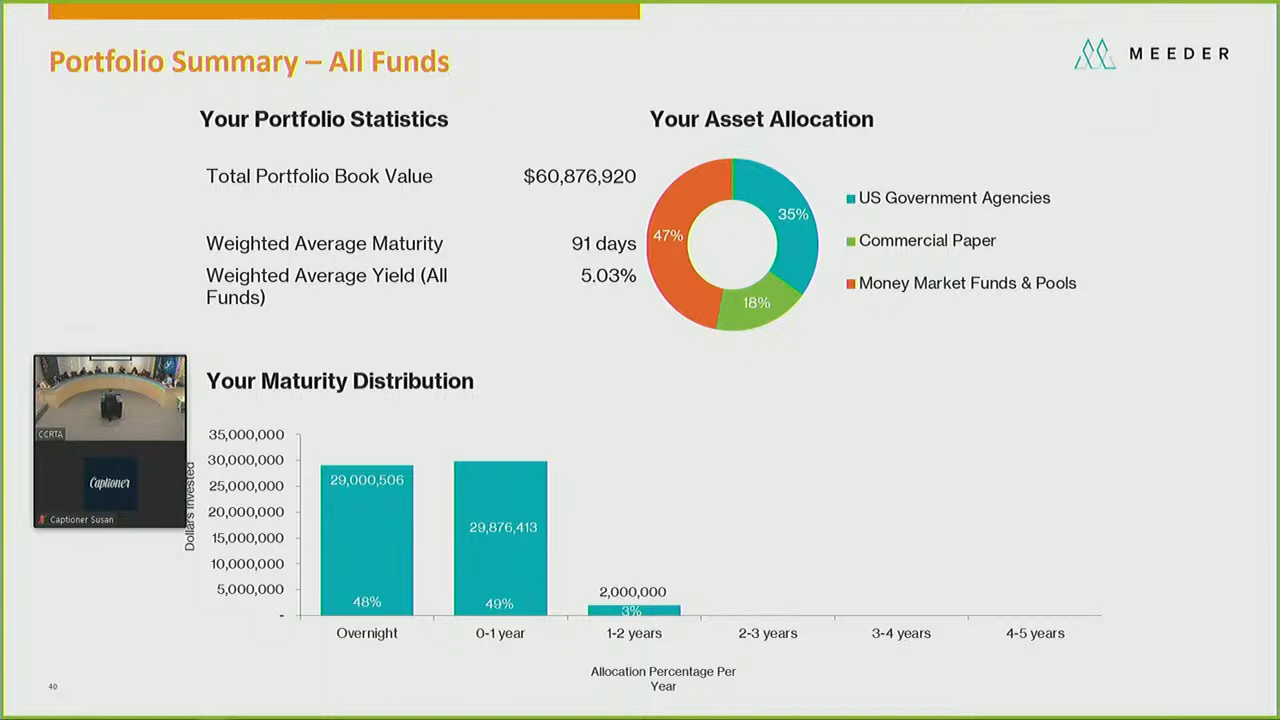 Portfolio Summary – All Funds
MEEDER
Your Portfolio Statistics
Total Portfolio Book Value $60,876,920
Weighted Average Maturity 91 days
Weighted Average Yield (All 5.03%
Funds)
Your Asset Allocation
35%
47%
18%
US Government Agencies
Commercial Paper
Money Market Funds & Pools
CCRTA
Captioner
Captioner Susan
Your Maturity Distribution
Dollars Invested
35,000,000
30,000,000
25,000,000
20,000,000
15,000,000
10,000,000
5,000,000
-
29,000,506
29,876,413
2,000,000
48%
49%
3%
Overnight 0-1 year 1-2 years 2-3 years 3-4 years 4-5 years
Allocation Percentage Per
Year
40